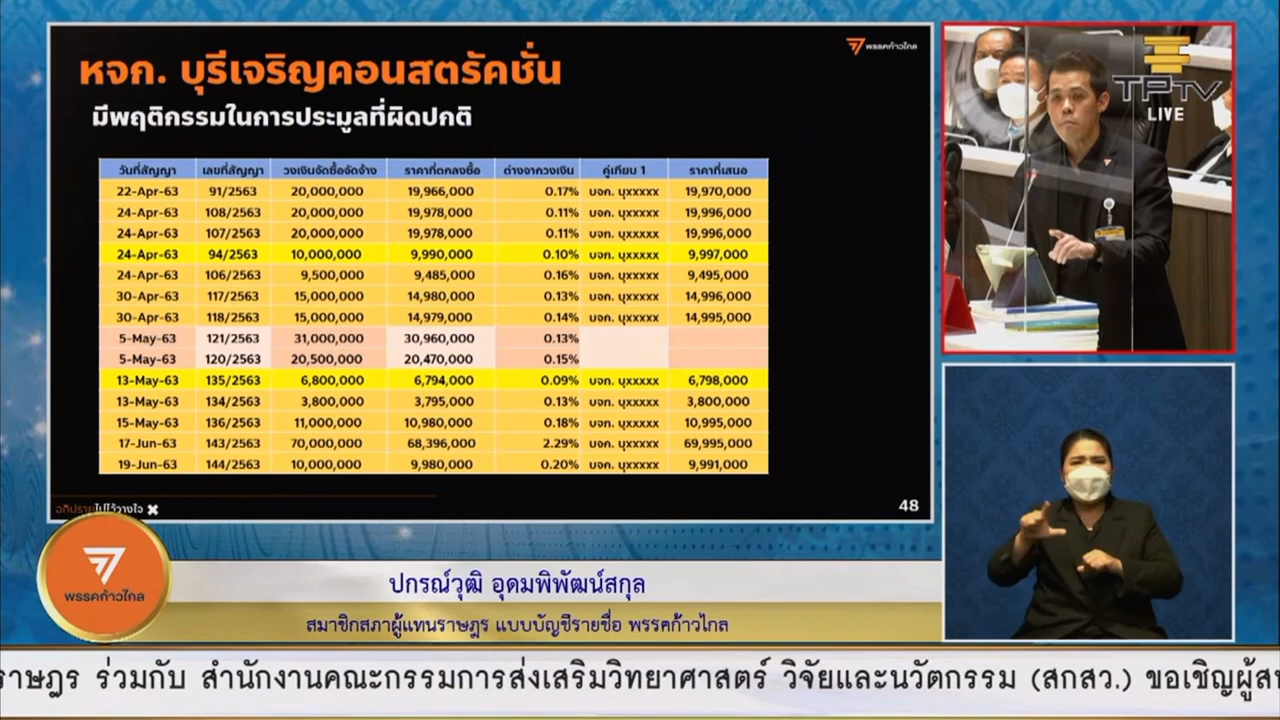 พรรคก้าวไกล
หจก. บุรีเจริญคอนสตรัคชั่น
มีพฤติกรรมในการประมูลที่ผิดปกติ
วันที่สัญญา เลขที่สัญญา วงเงินจัดซื้อจัดจ้าง ราคาที่ตกลงซื้อ ต่างจากวงเงิน คู่เทียบ 1 ราคาที่เสนอ
22-Apr-63 91/2563 20,000,000 19,966,000 0.17% บจก. บุxxxxx 19,970,000
24-Apr-63 108/2563 20,000,000 19,978,000 0.11% บจก. บุxxxxx 19,996,000
24-Apr-63 107/2563 20,000,000 19,978,000 0.11% บจก. บุxxxxx 19,996,000
24-Apr-63 94/2563 10,000,000 9,990,000 0.10% บจก. บุxxxxx 9,997,000
24-Apr-63 106/2563 9,500,000 9,485,000 0.16% บจก. บุxxxxx 9,495,000
30-Apr-63 117/2563 15,000,000 14,980,000 0.13% บจก. บุxxxxx 14,996,000
30-Apr-63 118/2563 15,000,000 14,979,000 0.14% บจก. บุxxxxx 14,995,000
5-May-63 121/2563 31,000,000 30,960,000 0.13%
5-May-63 120/2563 20,500,000 20,470,000 0.15%
13-May-63 135/2563 6,800,000 6,794,000 0.09% บจก. บุxxxxx 6,798,000
13-May-63 134/2563 3,800,000 3,795,000 0.13% บจก. บุxxxxx 3,800,000
15-May-63 136/2563 11,000,000 10,980,000 0.18% บจก. บุxxxxx 10,995,000
17-Jun-63 143/2563 70,000,000 68,396,000 2.29% บจก. บุxxxxx 69,995,000
19-Jun-63 144/2563 10,000,000 9,980,000 0.20% บจก. บุxxxxx 9,991,000
อภิปรายไม่ไว้วางใจ
48
TPTV
LIVE
พรรคก้าวไกล
ปกรณ์วุฒิ อุดมพิพัฒน์สกุล
สมาชิกสภาผู้แทนราษฎร แบบบัญชีรายชื่อ พรรคก้าวไกล
ราษฎร ร่วมกับ สำนักงานคณะกรรมการส่งเสริมวิทยาศาสตร์ วิจัยและนวัตกรรม (สกสว.) ขอเชิญผู้ส